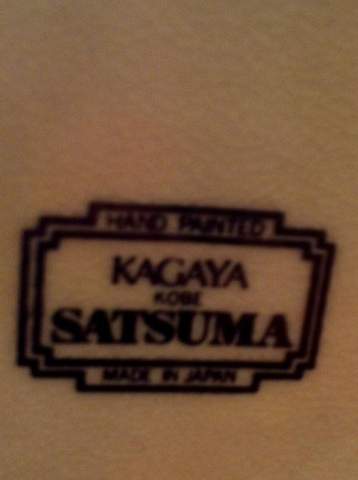 HAND PAINTED
KAGAYA
KOBE
SATSUMA
MADE IN JAPAN